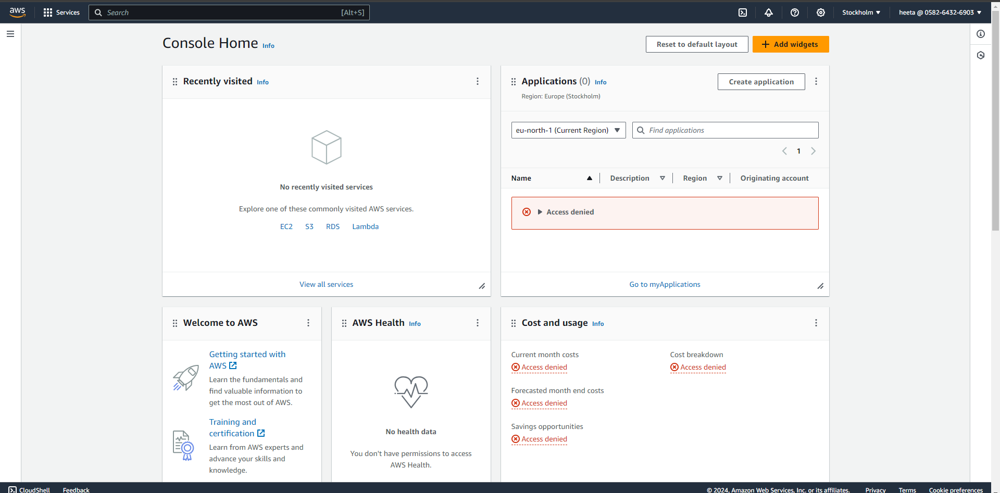 aws
Services
Search
[Alt+S]
Stockholm
heeta @ 0582-6432-6903
Console Home Info
Reset to default layout
Add widgets
Recently visited Info
No recently visited services
Explore one of these commonly visited AWS services.
EC2 S3 RDS Lambda
View all services
Applications (0) Info
Region: Europe (Stockholm)
Create application
eu-north-1 (Current Region)
Find applications
1
Name Description Region Originating account
Access denied
Go to myApplications
Welcome to AWS
Getting started with
AWS
Learn the fundamentals and
find valuable information to
get the most out of AWS.
Training and
certification
Learn from AWS experts and
advance your skills and
knowledge.
AWS Health Info
No health data
You don't have permissions to access
AWS Health.
Cost and usage Info
Current month costs
Access denied
Cost breakdown
Access denied
Forecasted month end costs
Access denied
Savings opportunities
Access denied
CloudShell
Feedback
© 2024, Amazon Web Services, Inc. or its affiliates.
Privacy
Terms
Cookie preferences